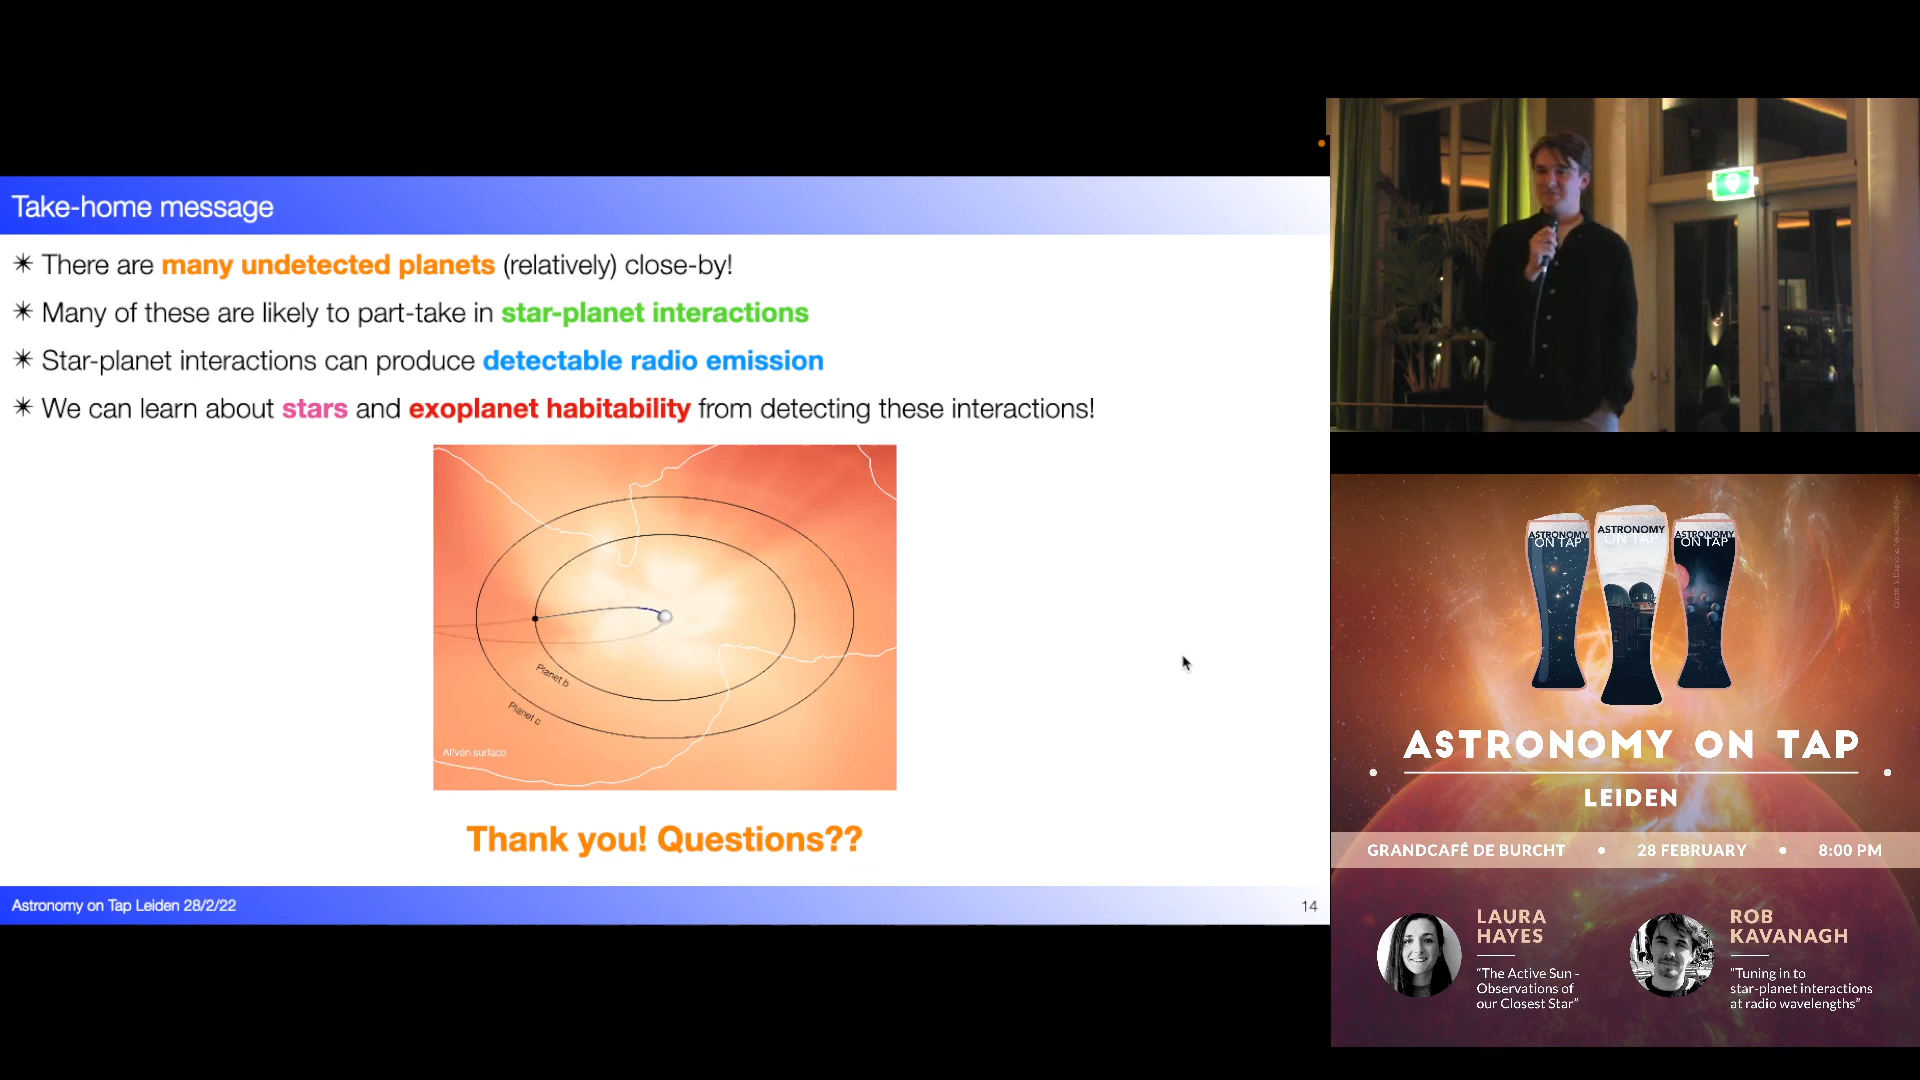 Take-home message
✴ There are many undetected planets (relatively) close-by!
✴ Many of these are likely to part-take in star-planet interactions
✴ Star-planet interactions can produce detectable radio emission
✴ We can learn about stars and exoplanet habitability from detecting these interactions!
Planet b
Planet c
Alfvén surface
Thank you! Questions??
Astronomy on Tap Leiden 28/2/22
14
ASTRONOMY
ON TAP
ASTRONOMY
ON TAP
ASTRONOMY
ON TAP
ASTRONOMY ON TAP
LEIDEN
GRANDCAFÉ DE BURCHT • 28 FEBRUARY • 8:00 PM
LAURA
HAYES
“The Active Sun -
Observations of
our Closest Star”
ROB
KAVANAGH
“Tuning in to
star-planet interactions
at radio wavelengths”